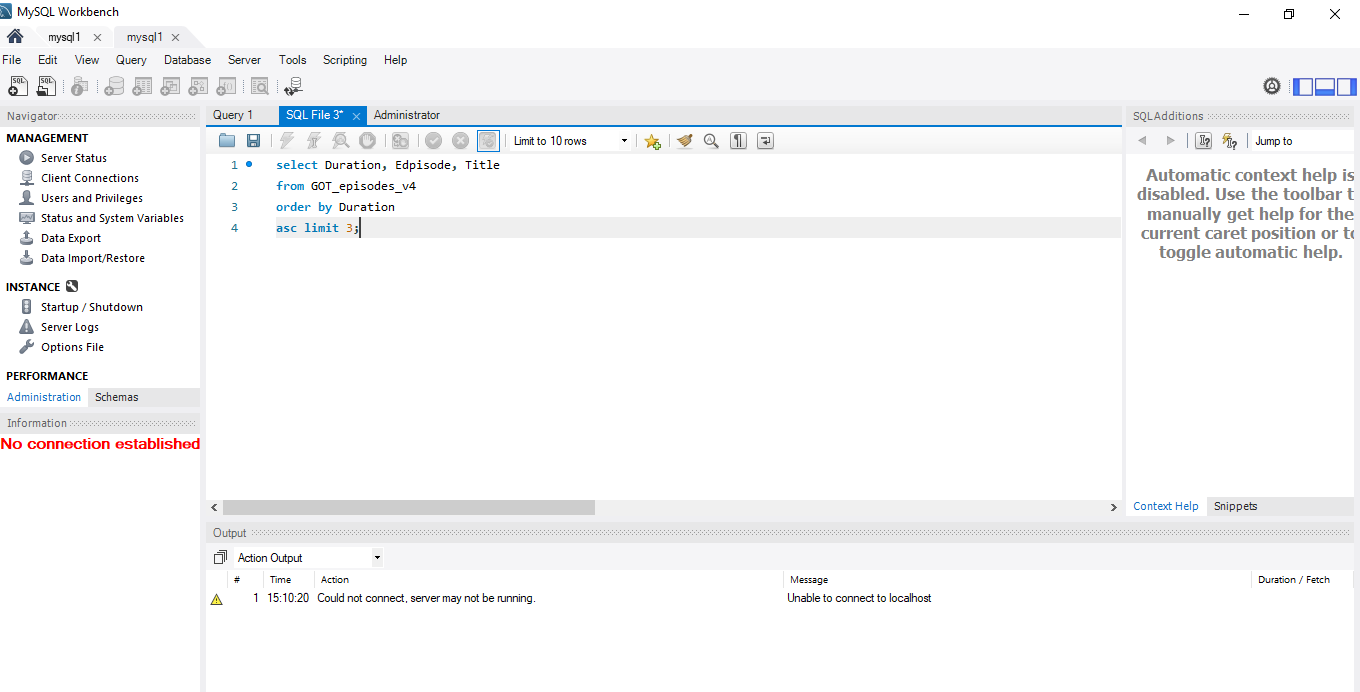 MySQL Workbench
mysql1 mysql1
File Edit View Query Database Server Tools Scripting Help
SQL SQL
Navigator
MANAGEMENT
Server Status
Client Connections
Users and Privileges
Status and System Variables
Data Export
Data Import/Restore
INSTANCE
Startup / Shutdown
Server Logs
Options File
PERFORMANCE
Administration Schemas
Information
No connection established
Query 1 SQL File 3* Administrator
Limit to 10 rows
1 select Duration, Edpisode, Title
2 from GOT_episodes_v4
3 order by Duration
4 asc limit 3;
SQLAdditions
Jump to
Automatic context help is
disabled. Use the toolbar t
manually get help for the
current caret position or to
toggle automatic help.
Context Help Snippets
Output
Action Output
# Time Action Message Duration / Fetch
1 15:10:20 Could not connect, server may not be running. Unable to connect to localhost